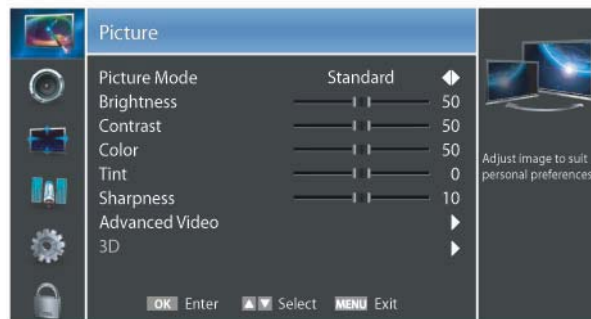 Picture
Picture Mode Standard
Brightness 50
Contrast 50
Color 50
Tint 0
Sharpness 10
Advanced Video
3D
Adjust image to suit
personal preferences
OK Enter ▲ ▼ Select MENU Exit